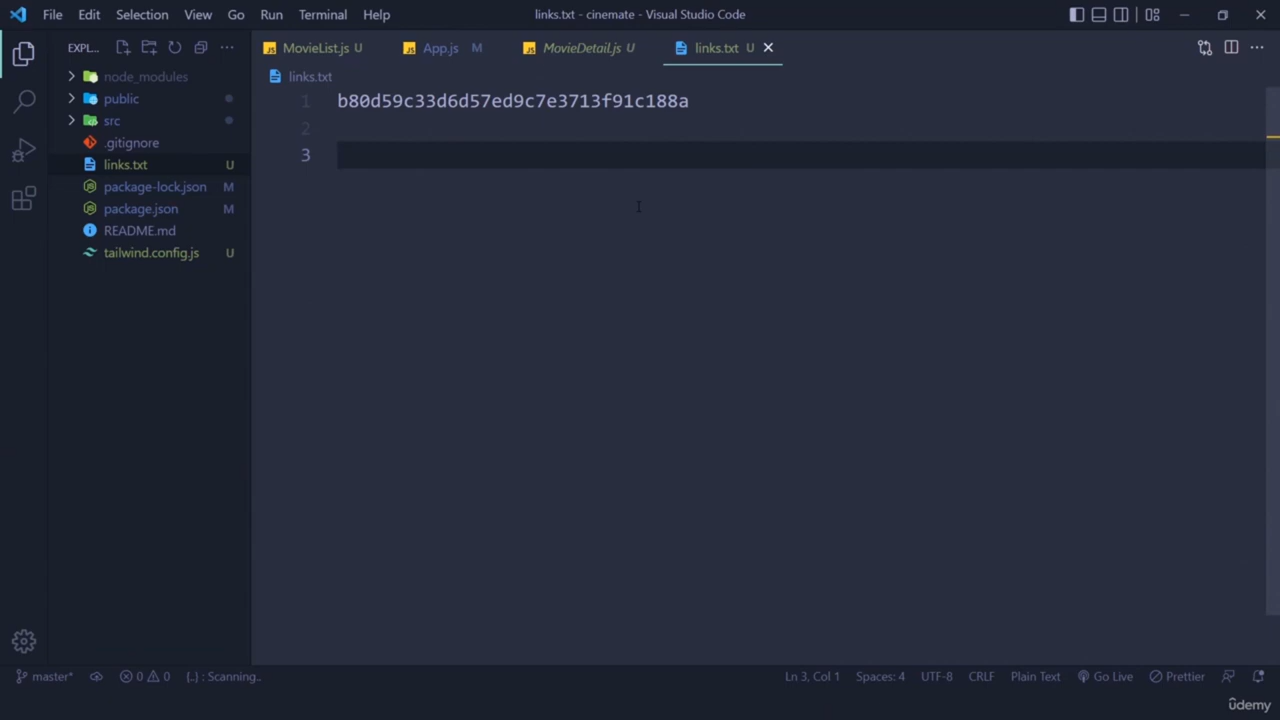 File Edit Selection View Go Run Terminal Help
links.txt - cinemate - Visual Studio Code
EXPL...
MovieList.js U
App.js M
MovieDetail.js U
links.txt U
node_modules
public
src
.gitignore
links.txt U
package-lock.json M
package.json M
README.md
tailwind.config.js U
links.txt
1 b80d59c33d6d57ed9c7e3713f91c188a
2
3
master* 0 0 {..} : Scanning..
Ln 3, Col 1 Spaces: 4 UTF-8 CRLF Plain Text Go Live Prettier
ûdemy